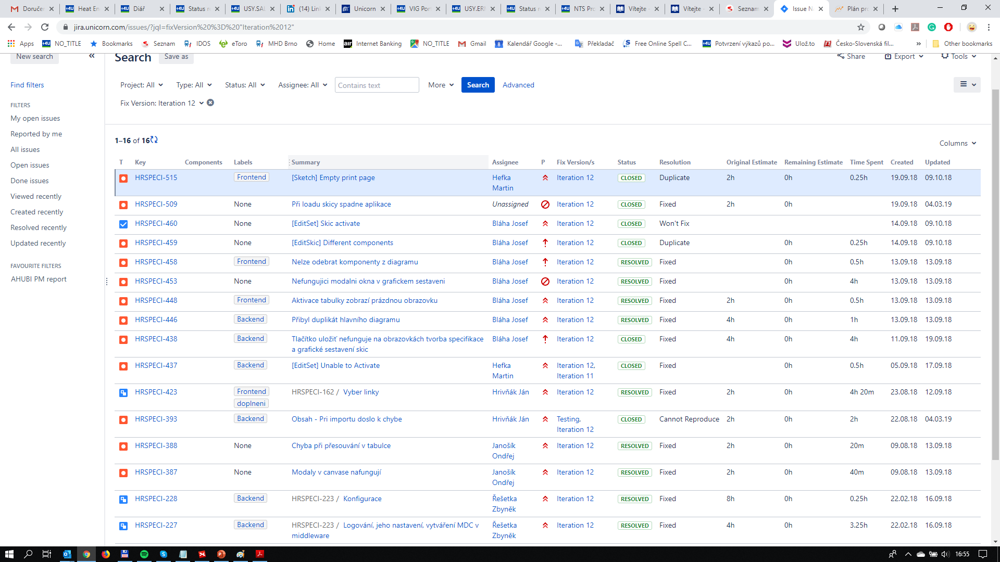 Doručer
Heat En
Diář
Status n
USY.SAL
(14) Lin
Unicorn
VIG Por
USY.ERI
Status n
NTS Pro
Vítejte
Vítejte
Seznam
Issue N
Plán pro
jira.unicorn.com/issues/?jql=fixVersion%20%3D%20"Iteration%2012"
Apps
NO_TITLE
Bookmarks
Seznam
IDOS
eToro
MHD Brno
Home
Internet Banking
NO_TITLE
Gmail
Kalendář Google -...
Překladač
Free Online Spell C...
Potvrzení výkazů po...
Ulož.to
Česko-Slovenská fil...
»
Other bookmarks
New search
«
Search
Save as
Share
Export
Tools
Find filters
FILTERS
My open issues
Reported by me
All issues
Open issues
Done issues
Viewed recently
Created recently
Resolved recently
Updated recently
FAVOURITE FILTERS
AHUBI PM report
Project: All Type: All Status: All Assignee: All Contains text More Search Advanced
Fix Version: Iteration 12
1–16 of 16
Columns
T Key Components Labels Summary Assignee P Fix Version/s Status Resolution Original Estimate Remaining Estimate Time Spent Created Updated
HRSPECI-515 Frontend [Sketch] Empty print page Hefka Iteration 12 CLOSED Duplicate 2h 0h 0.25h 19.09.18 09.10.18
Martin
HRSPECI-509 None Při loadu skicy spadne aplikace Unassigned Iteration 12 CLOSED Fixed 2h 0h 19.09.18 04.03.19
HRSPECI-460 None [EditSet] Skic activate Bláha Josef Iteration 12 CLOSED Won't Fix 14.09.18 09.10.18
HRSPECI-459 None [EditSkic] Different components Bláha Josef Iteration 12 CLOSED Duplicate 0h 0.25h 14.09.18 09.10.18
HRSPECI-458 Frontend Nelze odebrat komponenty z diagramu Bláha Josef Iteration 12 RESOLVED Fixed 0h 0.5h 13.09.18 13.09.18
HRSPECI-453 None Nefungujici modalni okna v grafickem sestaveni Bláha Josef Iteration 12 RESOLVED Fixed 0h 4h 13.09.18 13.09.18
HRSPECI-448 Frontend Aktivace tabulky zobrazí prázdnou obrazovku Bláha Josef Iteration 12 RESOLVED Fixed 2h 0h 0.5h 13.09.18 13.09.18
HRSPECI-446 Backend Přibyl duplikát hlavního diagramu Bláha Josef Iteration 12 RESOLVED Fixed 4h 0h 1h 13.09.18 13.09.18
HRSPECI-438 Backend Tlačítko uložiť nefunguje na obrazovkách tvorba specifikace Bláha Josef Iteration 12 CLOSED Fixed 4h 0h 4h 11.09.18 19.09.18
a grafické sestavení skic
HRSPECI-437 Backend [EditSet] Unable to Activate Hefka Iteration 12, CLOSED Fixed 0h 0.5h 05.09.18 17.09.18
Martin Iteration 11
HRSPECI-423 Frontend HRSPECI-162 / Vyber linky Hrivňák Ján Iteration 12 RESOLVED Fixed 2h 0h 4h 20m 23.08.18 12.09.18
doplneni
HRSPECI-393 Backend Obsah - Pri importu doslo k chybe Hrivňák Ján Testing, CLOSED Cannot Reproduce 2h 0h 2h 22.08.18 04.03.19
Iteration 12
HRSPECI-388 None Chyba při přesouvání v tabulce Janošík Iteration 12 RESOLVED Fixed 2h 0h 20m 09.08.18 13.09.18
Ondřej
HRSPECI-387 None Modaly v canvase nafungují Janošík Iteration 12 RESOLVED Fixed 2h 0h 40m 09.08.18 13.09.18
Ondřej
HRSPECI-228 Backend HRSPECI-223 / Konfigurace Řešetka Iteration 12 RESOLVED Fixed 8h 0h 0.25h 22.02.18 16.09.18
Zbyněk
HRSPECI-227 Backend HRSPECI-223 / Logování, jeho nastavení, vytváření MDC v Řešetka Iteration 12 RESOLVED Fixed 4h 0h 3.25h 22.02.18 16.09.18
middleware Zbyněk
16:55